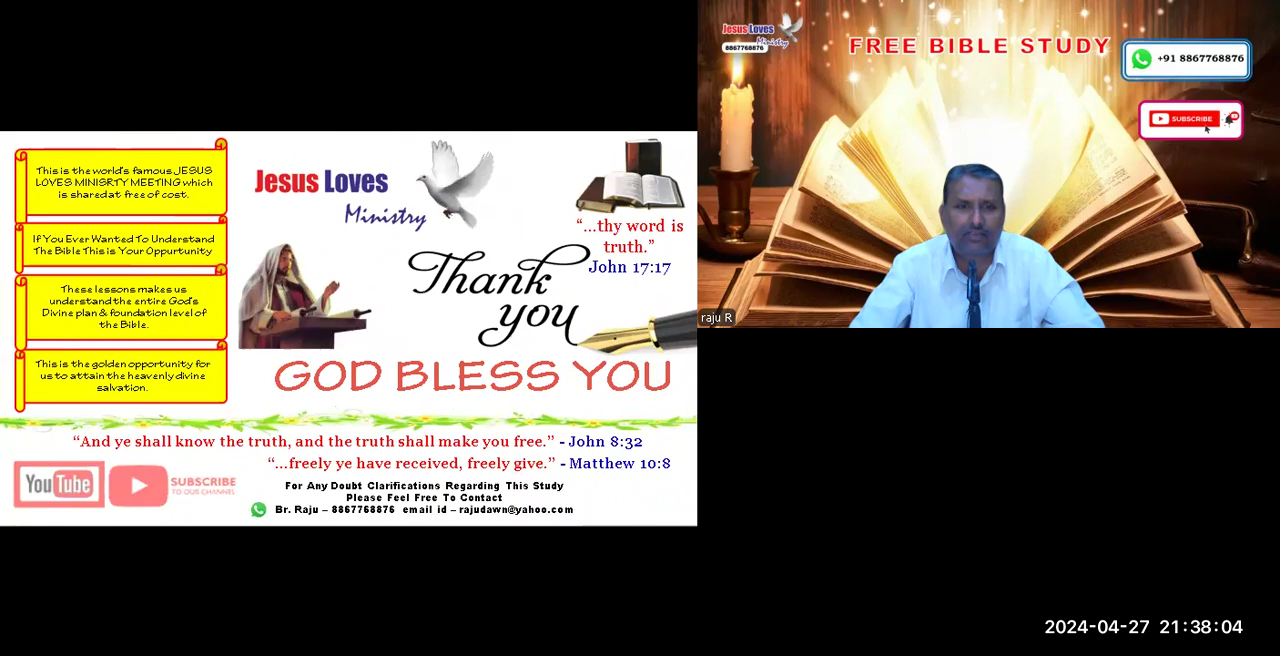 This is the world's famous JESUS
LOVES MINISRTY MEETING which
is shared at free of cost.
If You Ever Wanted To Understand
The Bible This is Your Oppurtunity
These lessons makes us
understand the entire God's
Divine plan & foundation level of
the Bible.
This is the golden opportunity for
us to attain the heavenly divine
salvation.
Jesus Loves
Ministry
"...thy word is
truth."
John 17:17
Thank
you
GOD BLESS YOU
"And ye shall know the truth, and the truth shall make you free." - John 8:32
"...freely ye have received, freely give." - Matthew 10:8
YouTube
SUBSCRIBE
TO OUR CHANNEL
For Any Doubt Clarifications Regarding This Study
Please Feel Free To Contact
Br. Raju – 8867768876 email id – rajudawn@yahoo.com
Jesus Loves
Ministry
8867768876
FREE BIBLE STUDY
+91 8867768876
SUBSCRIBE
raju R
2024-04-27 21:38:04